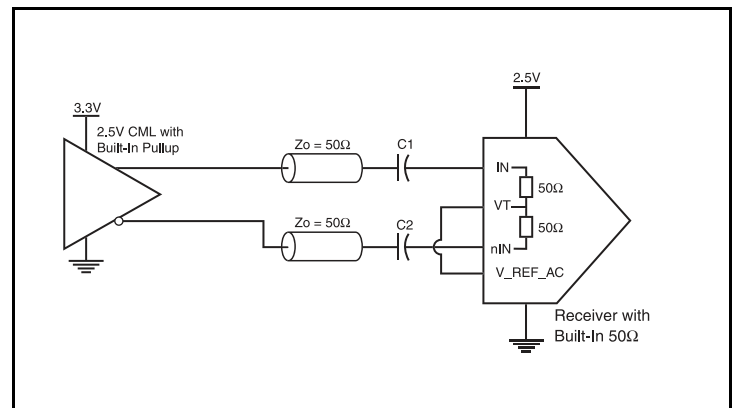 3.3V
2.5V CML with
Built-In Pullup
Zo = 50Ω
C1
2.5V
IN
50Ω
VT
50Ω
Zo = 50Ω
C2
nIN
V_REF_AC
Receiver with
Built-In 50Ω